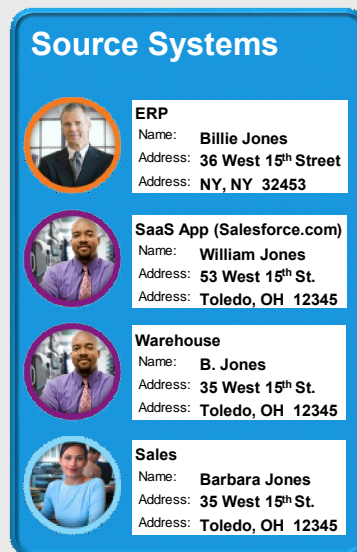 Source Systems
ERP
Name: Billie Jones
Address: 36 West 15th Street
Address: NY, NY 32453
SaaS App (Salesforce.com)
Name: William Jones
Address: 53 West 15th St.
Address: Toledo, OH 12345
Warehouse
Name: B. Jones
Address: 35 West 15th St.
Address: Toledo, OH 12345
Sales
Name: Barbara Jones
Address: 35 West 15th St.
Address: Toledo, OH 12345